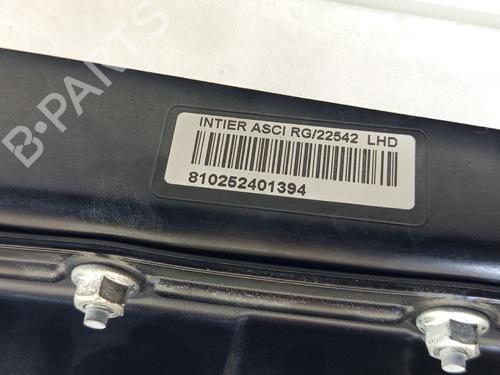 B-PARTS
INTIER ASCI RG/22542 LHD
810252401394